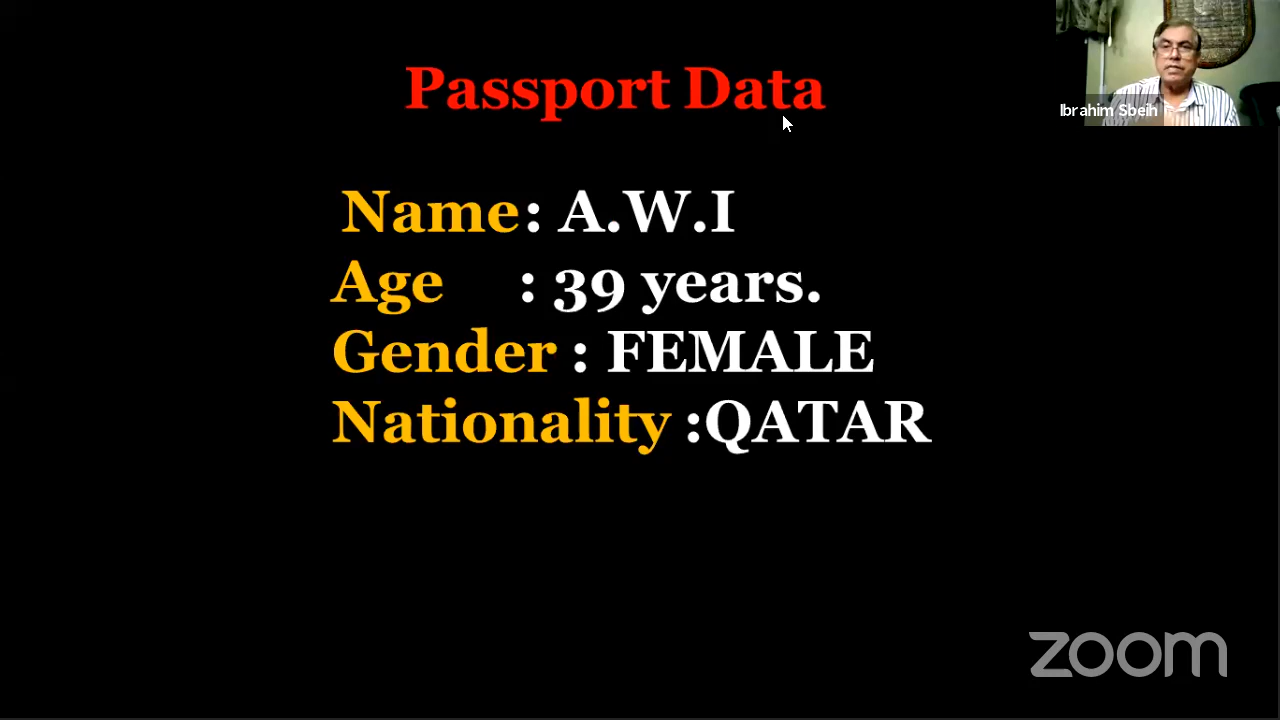 Passport Data
Ibrahim Sbeih
Name: A.W.I
Age : 39 years.
Gender : FEMALE
Nationality :QATAR
zoom